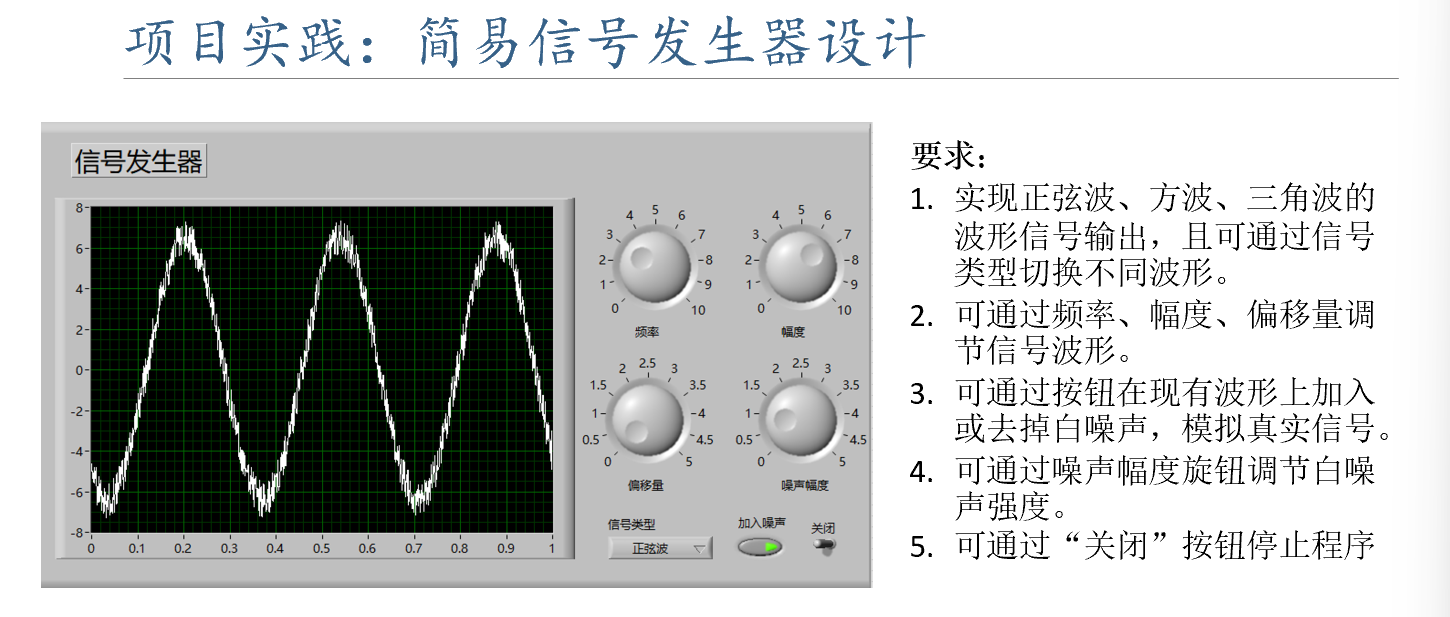 项目实践：简易信号发生器设计
信号发生器
8
6
4
2
0
-2
-4
-6
-8
0 0.1 0.2 0.3 0.4 0.5 0.6 0.7 0.8 0.9 1
0 1 2 3 4 5 6 7 8 9 10
频率
0 1 2 3 4 5 6 7 8 9 10
幅度
0 0.5 1 1.5 2 2.5 3 3.5 4 4.5 5
偏移量
0 0.5 1 1.5 2 2.5 3 3.5 4 4.5 5
噪声幅度
信号类型
正弦波
加入噪声
关闭
要求：
1. 实现正弦波、方波、三角波的
波形信号输出，且可通过信号
类型切换不同波形。
2. 可通过频率、幅度、偏移量调
节信号波形。
3. 可通过按钮在现有波形上加入
或去掉白噪声，模拟真实信号。
4. 可通过噪声幅度旋钮调节白噪
声强度。
5. 可通过“关闭”按钮停止程序